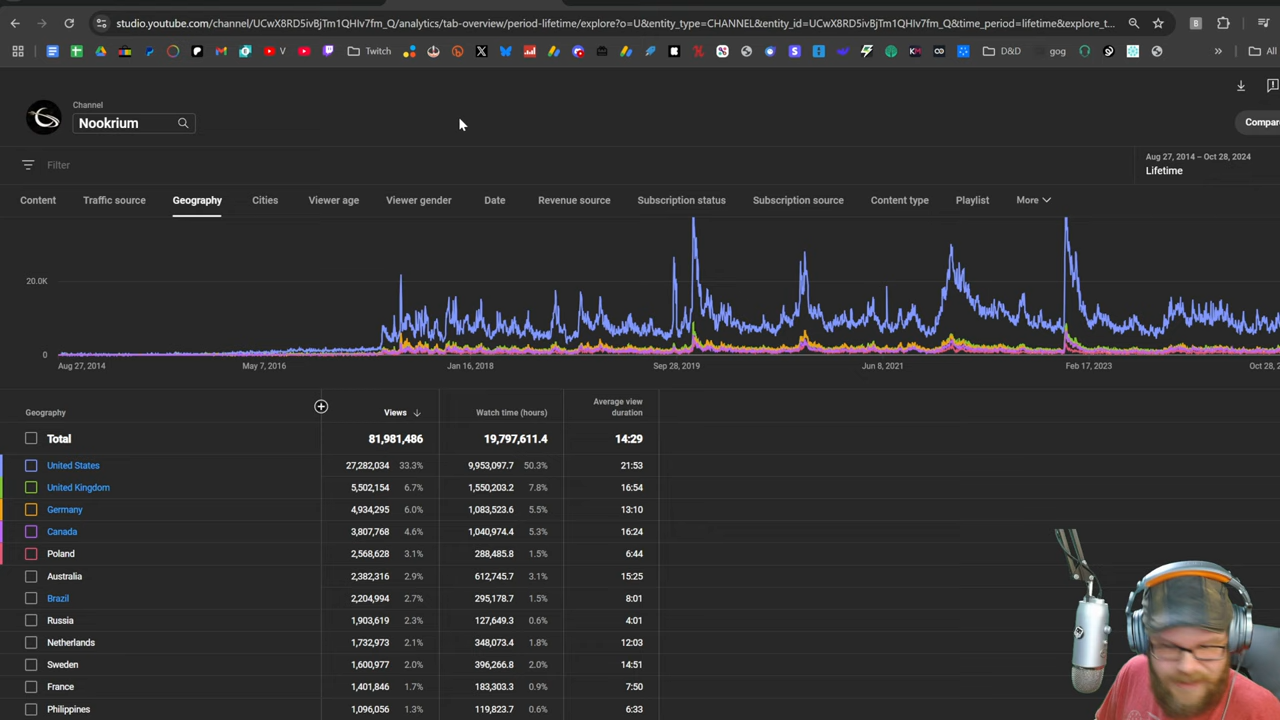 studio.youtube.com/channel/UCwX8RD5ivBjTm1QHIv7fm_Q/analytics/tab-overview/period-lifetime/explore?o=U&entity_type=CHANNEL&entity_id=UCwX8RD5ivBjTm1QHIv7fm_Q&time_period=lifetime&explore_t...
V Twitch D&D gog » All
Channel
Nookrium
Compar
Filter
Aug 27, 2014 – Oct 28, 2024
Lifetime
Content Traffic source Geography Cities Viewer age Viewer gender Date Revenue source Subscription status Subscription source Content type Playlist More
20.0K
0
Aug 27, 2014 May 7, 2016 Jan 16, 2018 Sep 28, 2019 Jun 8, 2021 Feb 17, 2023 Oct 28, 2
Geography Views Watch time (hours) Average view duration
Total 81,981,486 19,797,611.4 14:29
United States 27,282,034 33.3% 9,953,097.7 50.3% 21:53
United Kingdom 5,502,154 6.7% 1,550,203.2 7.8% 16:54
Germany 4,934,295 6.0% 1,083,523.6 5.5% 13:10
Canada 3,807,768 4.6% 1,040,974.4 5.3% 16:24
Poland 2,568,628 3.1% 288,485.8 1.5% 6:44
Australia 2,382,316 2.9% 612,745.7 3.1% 15:25
Brazil 2,204,994 2.7% 295,178.7 1.5% 8:01
Russia 1,903,619 2.3% 127,649.3 0.6% 4:01
Netherlands 1,732,973 2.1% 348,073.4 1.8% 12:03
Sweden 1,600,977 2.0% 396,266.8 2.0% 14:51
France 1,401,846 1.7% 183,303.3 0.9% 7:50
Philippines 1,096,056 1.3% 119,823.7 0.6% 6:33